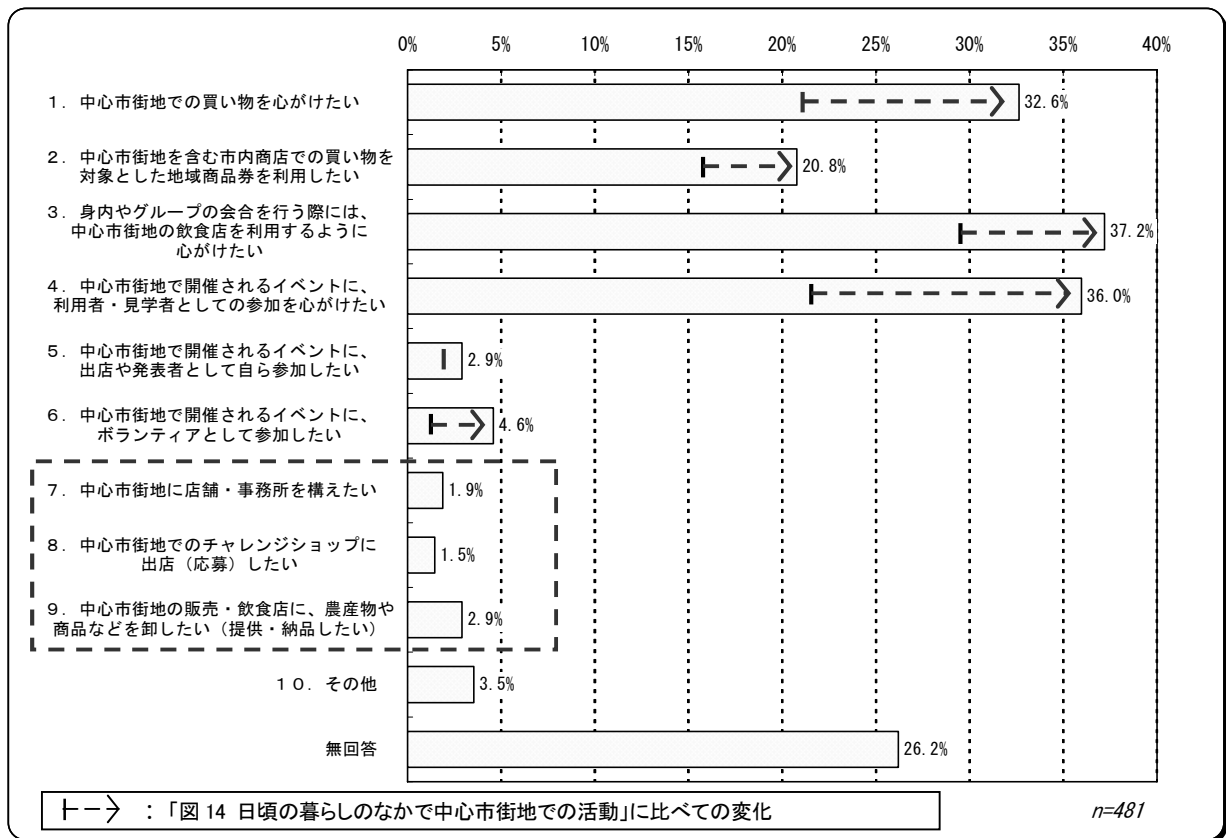 0% 5% 10% 15% 20% 25% 30% 35% 40%
1．中心市街地での買い物を心がけたい 32.6%
2．中心市街地を含む市内商店での買い物を
対象とした地域商品券を利用したい 20.8%
3．身内やグループの会合を行う際には、
中心市街地の飲食店を利用するように
心がけたい 37.2%
4．中心市街地で開催されるイベントに、
利用者・見学者としての参加を心がけたい 36.0%
5．中心市街地で開催されるイベントに、
出店や発表者として自ら参加したい 2.9%
6．中心市街地で開催されるイベントに、
ボランティアとして参加したい 4.6%
7．中心市街地に店舗・事務所を構えたい 1.9%
8．中心市街地でのチャレンジショップに
出店（応募）したい 1.5%
9．中心市街地の販売・飲食店に、農産物や
商品などを卸したい（提供・納品したい） 2.9%
10．その他 3.5%
無回答 26.2%
：「図 14 日頃の暮らしのなかで中心市街地での活動」に比べての変化 n=481